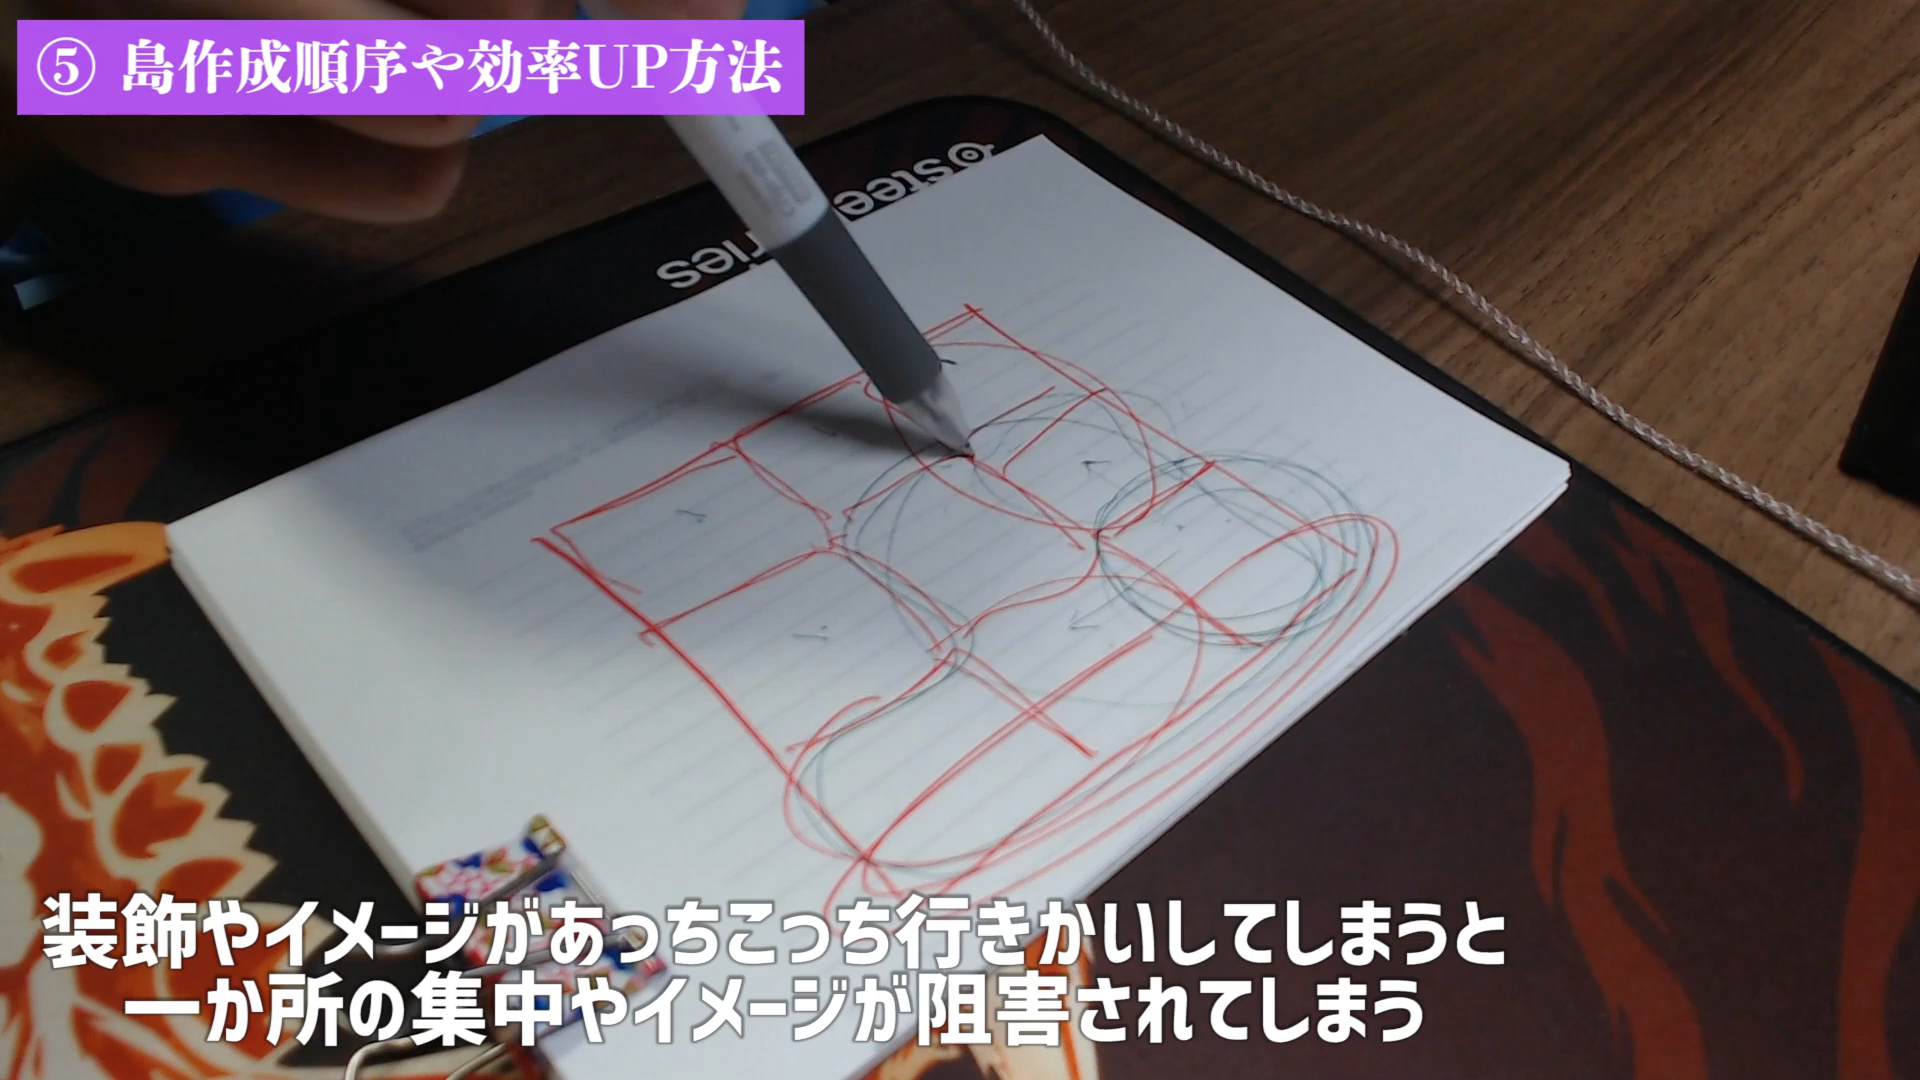 ⑤ 島作成順序や効率UP方法
stee
ries
装飾やイメージがあっちこっち行きかいしてしまうと
一か所の集中やイメージが阻害されてしまう